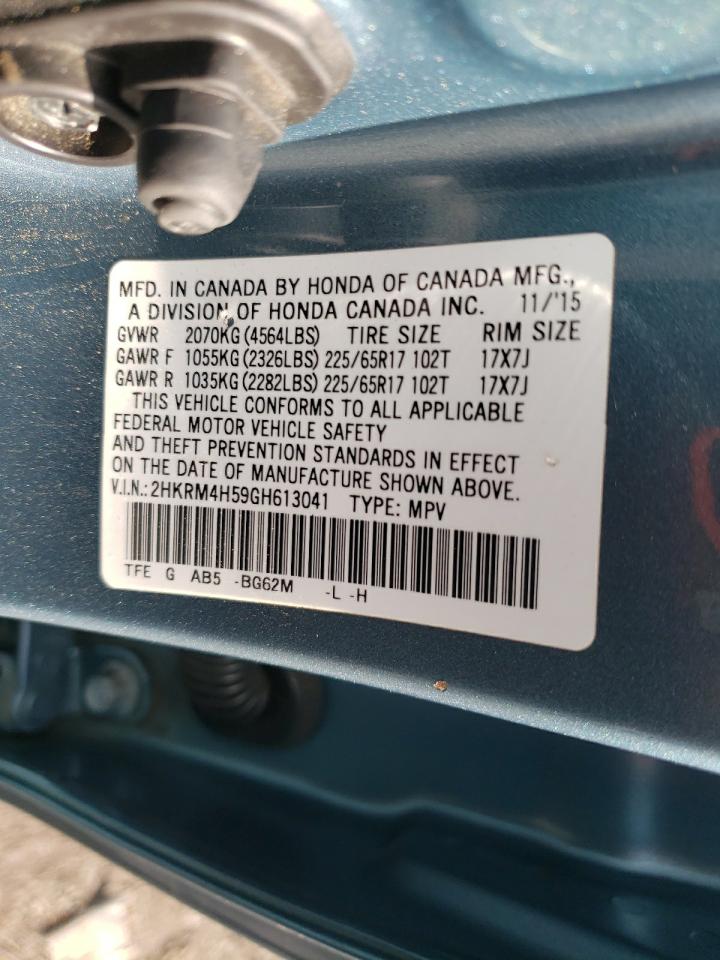 MFD. IN CANADA BY HONDA OF CANADA MFG.,
A DIVISION OF HONDA CANADA INC. 11/'15
GVWR 2070KG (4564LBS) TIRE SIZE RIM SIZE
GAWR F 1055KG (2326LBS) 225/65R17 102T 17X7J
GAWR R 1035KG (2282LBS) 225/65R17 102T 17X7J
THIS VEHICLE CONFORMS TO ALL APPLICABLE
FEDERAL MOTOR VEHICLE SAFETY
AND THEFT PREVENTION STANDARDS IN EFFECT
ON THE DATE OF MANUFACTURE SHOWN ABOVE.
V.I.N.: 2HKRM4H59GH613041 TYPE: MPV
TFE G AB5 -BG62M -L -H